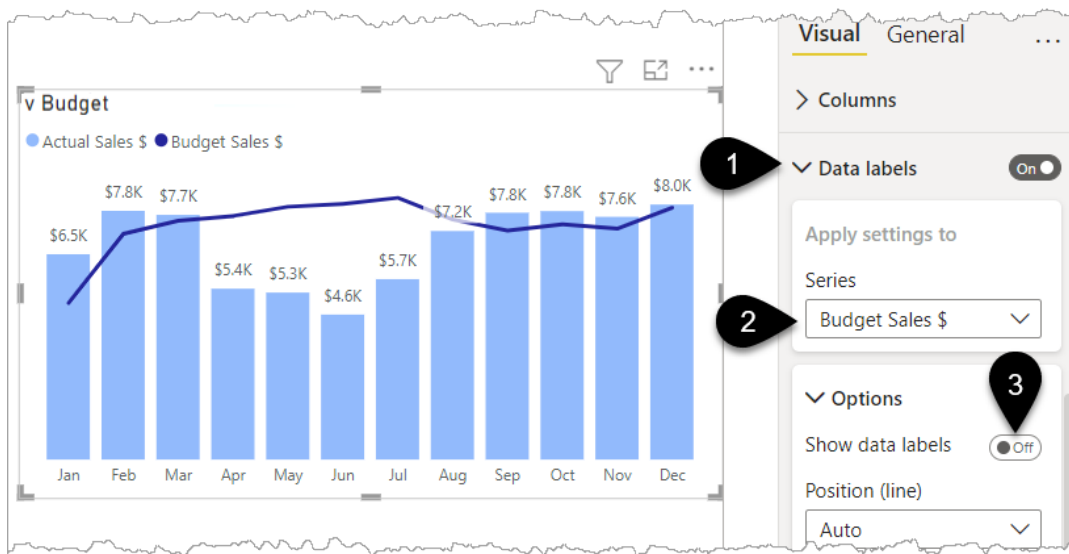 Visual General ...
v Budget
Actual Sales $ Budget Sales $
$6.5K $7.8K $7.7K $5.4K $5.3K $4.6K $5.7K $7.2K $7.8K $7.8K $7.6K $8.0K
Jan Feb Mar Apr May Jun Jul Aug Sep Oct Nov Dec
Columns
1
Data labels On
Apply settings to
Series
2
Budget Sales $
3
Options
Show data labels Off
Position (line)
Auto